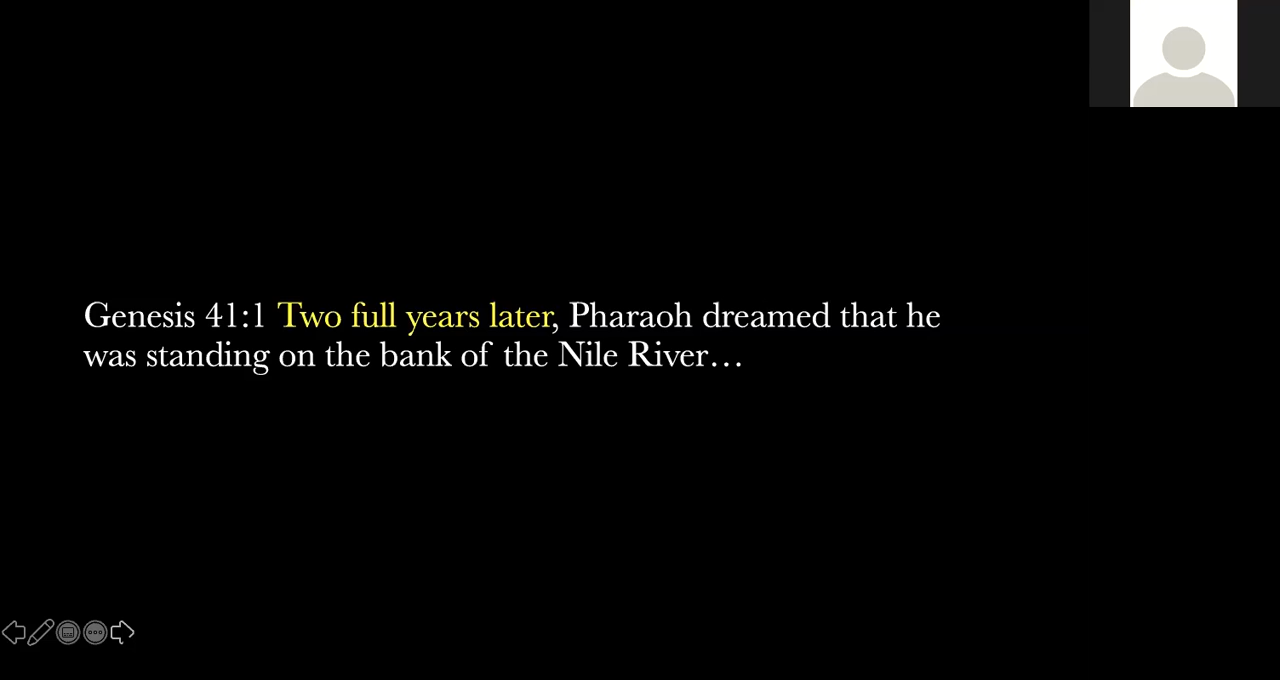 Genesis 41:1 Two full years later, Pharaoh dreamed that he
was standing on the bank of the Nile River…